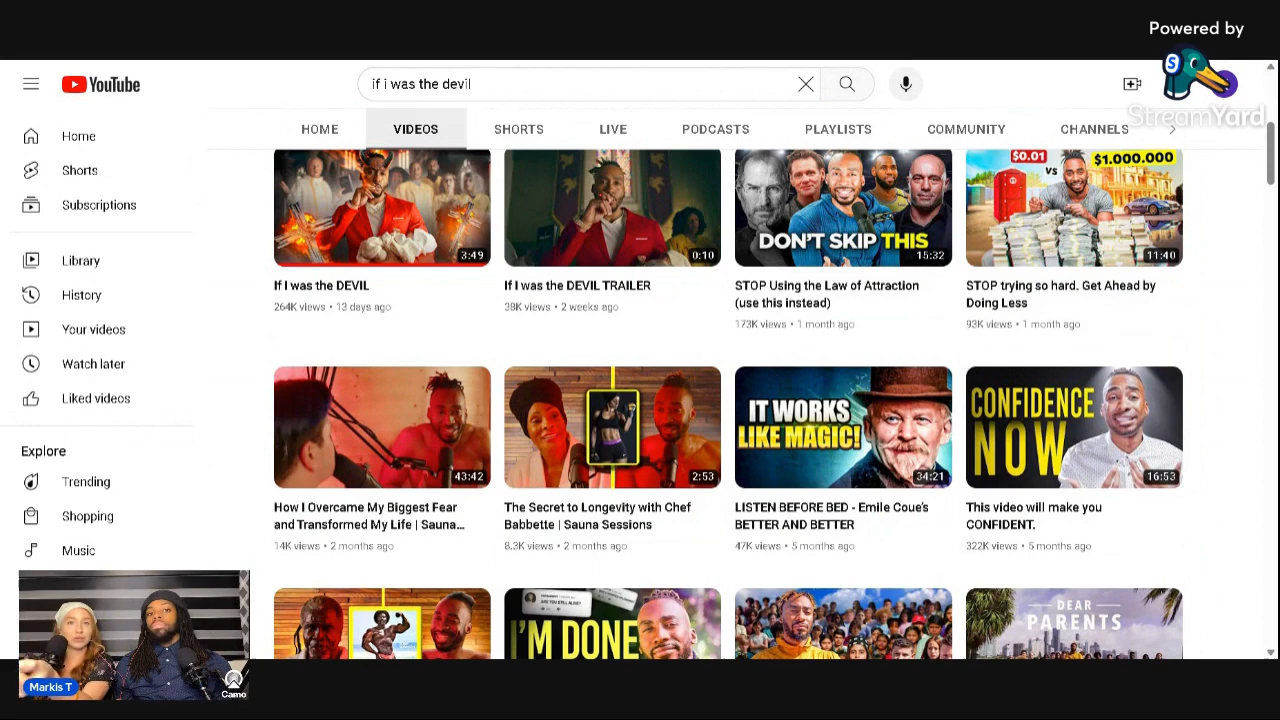 Powered by
StreamYard
YouTube
if i was the devil
HOME VIDEOS SHORTS LIVE PODCASTS PLAYLISTS COMMUNITY CHANNELS
Home
Shorts
Subscriptions
Library
History
Your videos
Watch later
Liked videos
Explore
Trending
Shopping
Music
3:49
If I was the DEVIL
264K views • 13 days ago
0:10
If I was the DEVIL TRAILER
38K views • 2 weeks ago
DON'T SKIP THIS
15:32
STOP Using the Law of Attraction
(use this instead)
173K views • 1 month ago
$0.01
VS
$1.000.000
11:40
STOP trying so hard. Get Ahead by
Doing Less
93K views • 1 month ago
43:42
How I Overcame My Biggest Fear
and Transformed My Life | Sauna...
14K views • 2 months ago
2:53
The Secret to Longevity with Chef
Babbette | Sauna Sessions
8.3K views • 2 months ago
IT WORKS
LIKE MAGIC!
34:21
LISTEN BEFORE BED - Emile Coue's
BETTER AND BETTER
47K views • 5 months ago
CONFIDENCE
NOW
16:53
This video will make you
CONFIDENT.
322K views • 5 months ago
ARE YOU STILL ALIVE?
I'M DONE
DEAR
PARENTS
Markis T
Camo